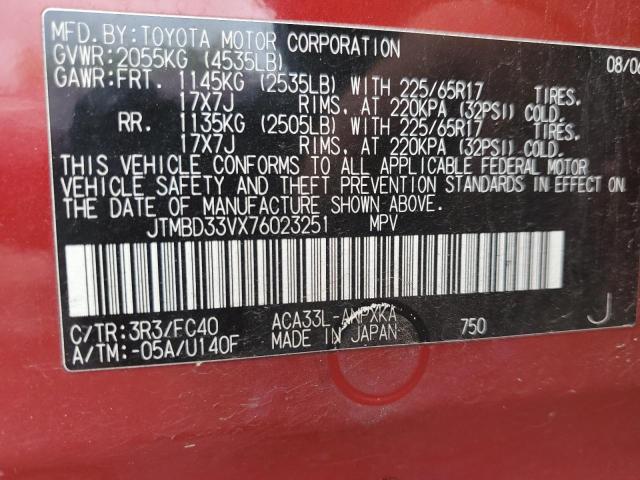 MFD.BY:TOYOTA MOTOR CORPORATION 08/06
GVWR:2055KG (4535LB)
GAWR:FRT. 1145KG (2535LB) WITH 225/65R17 TIRES.
17X7J RIMS, AT 220KPA (32PSI) COLD.
RR. 1135KG (2505LB) WITH 225/65R17 TIRES.
17X7J RIMS, AT 220KPA (32PSI) COLD.
THIS VEHICLE CONFORMS TO ALL APPLICABLE FEDERAL MOTOR
VEHICLE SAFETY AND THEFT PREVENTION STANDARDS IN EFFECT ON
THE DATE OF MANUFACTURE SHOWN ABOVE.
JTMBD33VX76023251 MPV
C/TR:3R3/FC40 ACA33L-ANPXKA
A/TM:-05A/U140F MADE IN JAPAN 750 J